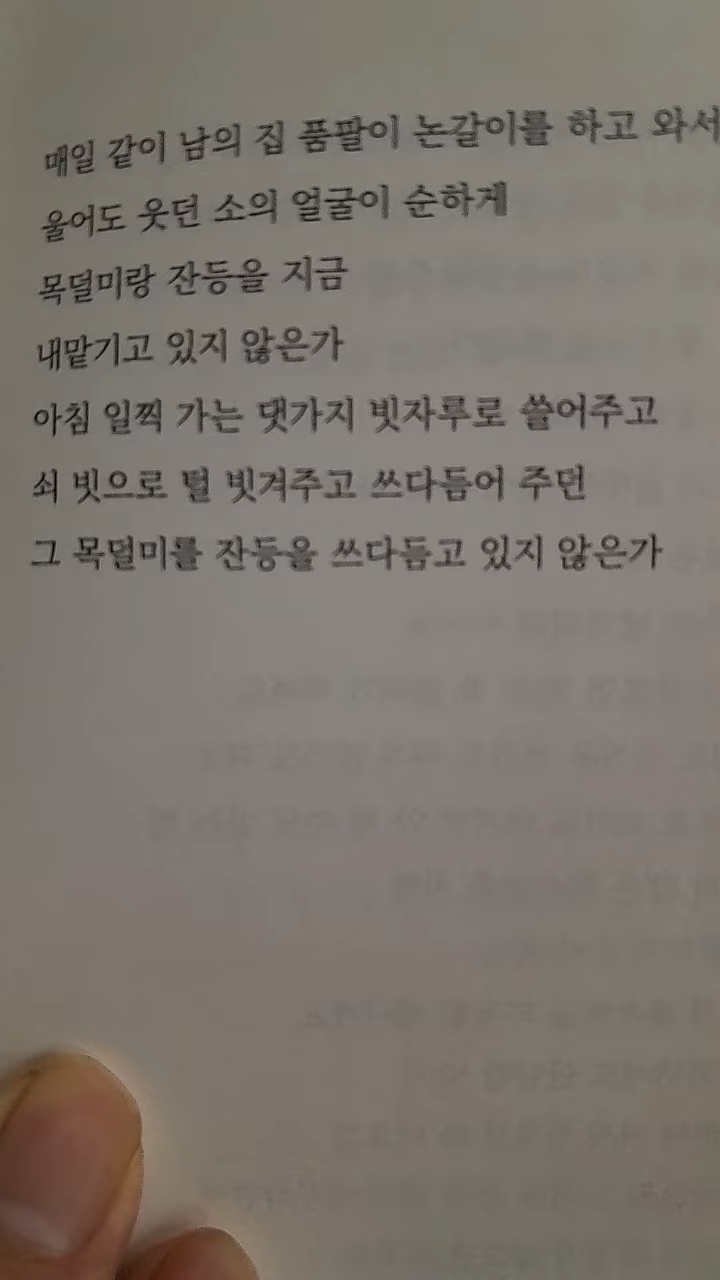 매일 같이 남의 집 품팔이 논갈이를 하고 와서
울어도 웃던 소의 얼굴이 순하게
목덜미랑 잔등을 지금
내맡기고 있지 않은가
아침 일찍 가는 댓가지 빗자루로 쓸어주고
쇠 빗으로 털 빗겨주고 쓰다듬어 주던
그 목덜미를 잔등을 쓰다듬고 있지 않은가